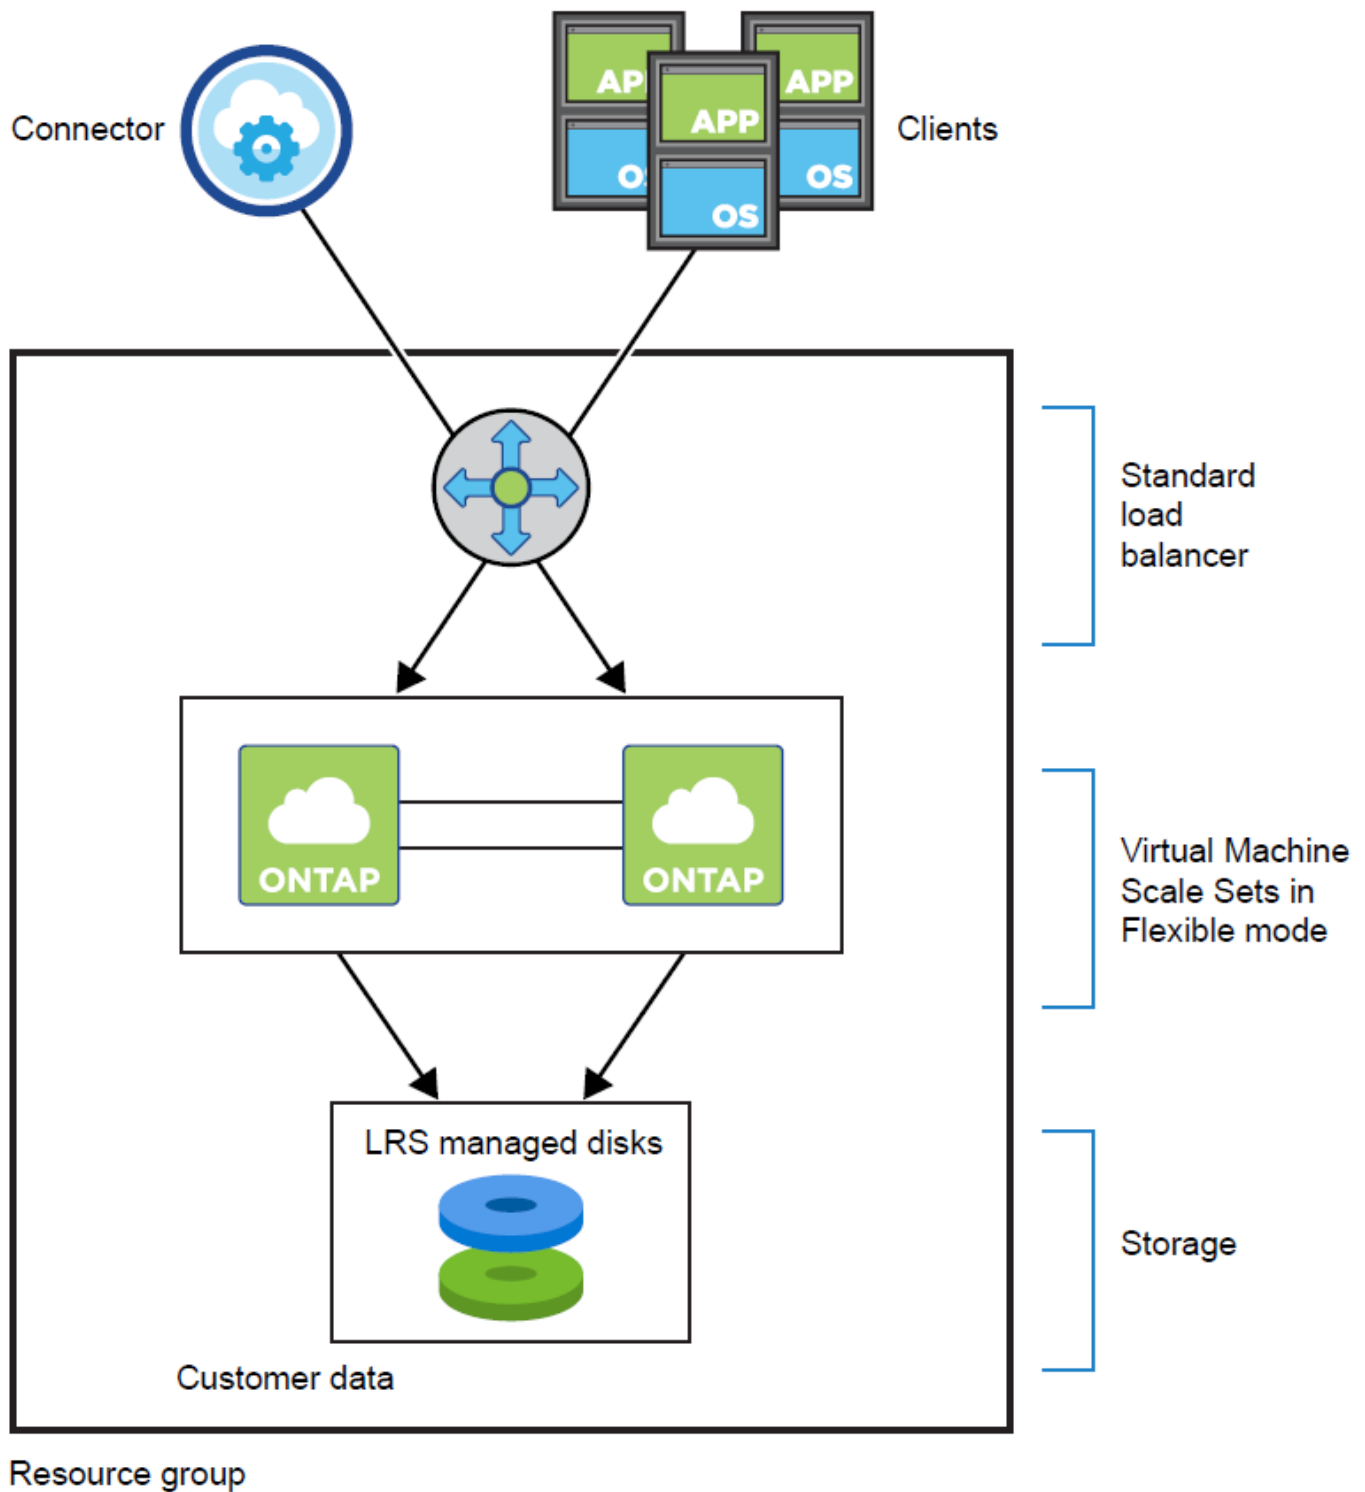 Connector
APP
APP
APP
OS
OS
OS
Clients
Standard
load
balancer
ONTAP
ONTAP
Virtual Machine
Scale Sets in
Flexible mode
LRS managed disks
Storage
Customer data
Resource group